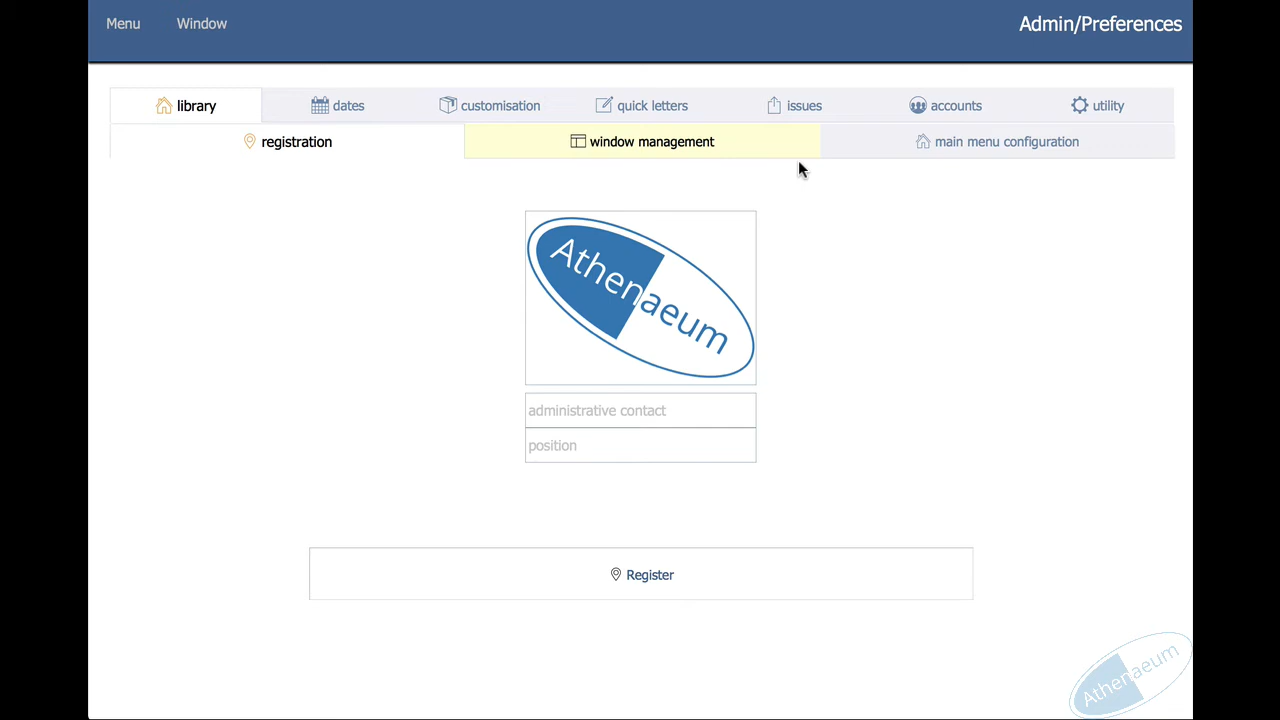 Menu Window Admin/Preferences
library dates customisation quick letters issues accounts utility
registration window management main menu configuration
Athenaeum
administrative contact
position
Register
Athenaeum